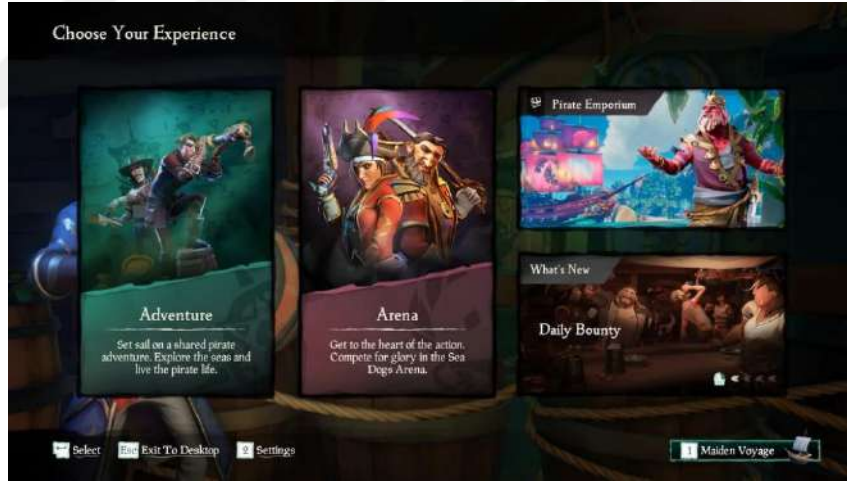 Choose Your Experience
Adventure
Set sail on a shared pirate
adventure. Explore the seas and
live the pirate life.
Arena
Get to the heart of the action.
Compete for glory in the Sea
Dogs Arena.
Pirate Emporium
What's New
Daily Bounty
Select
Esc Exit To Desktop
2 Settings
1 Maiden Voyage